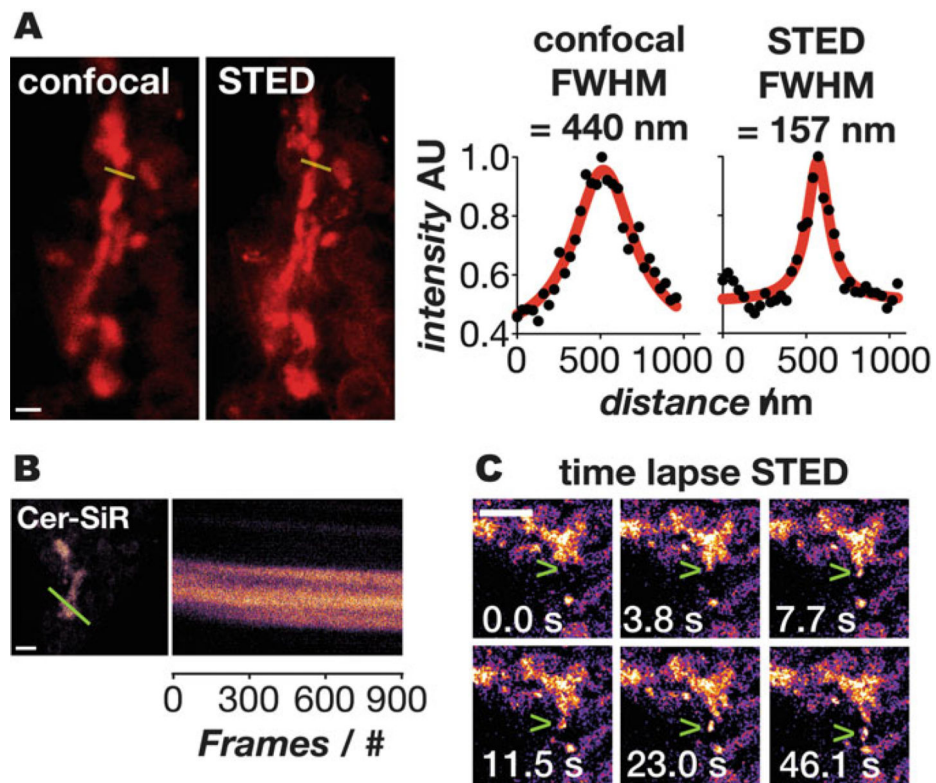 A
confocal
STED
confocal
FWHM
= 440 nm
STED
FWHM
= 157 nm
intensity AU
1.0
0.8
0.6
0.4
0 500 1000
0 500 1000
distance /nm
B
Cer-SiR
0 300 600 900
Frames / #
C time lapse STED
> > >
0.0 s 3.8 s 7.7 s
> > >
11.5 s 23.0 s 46.1 s